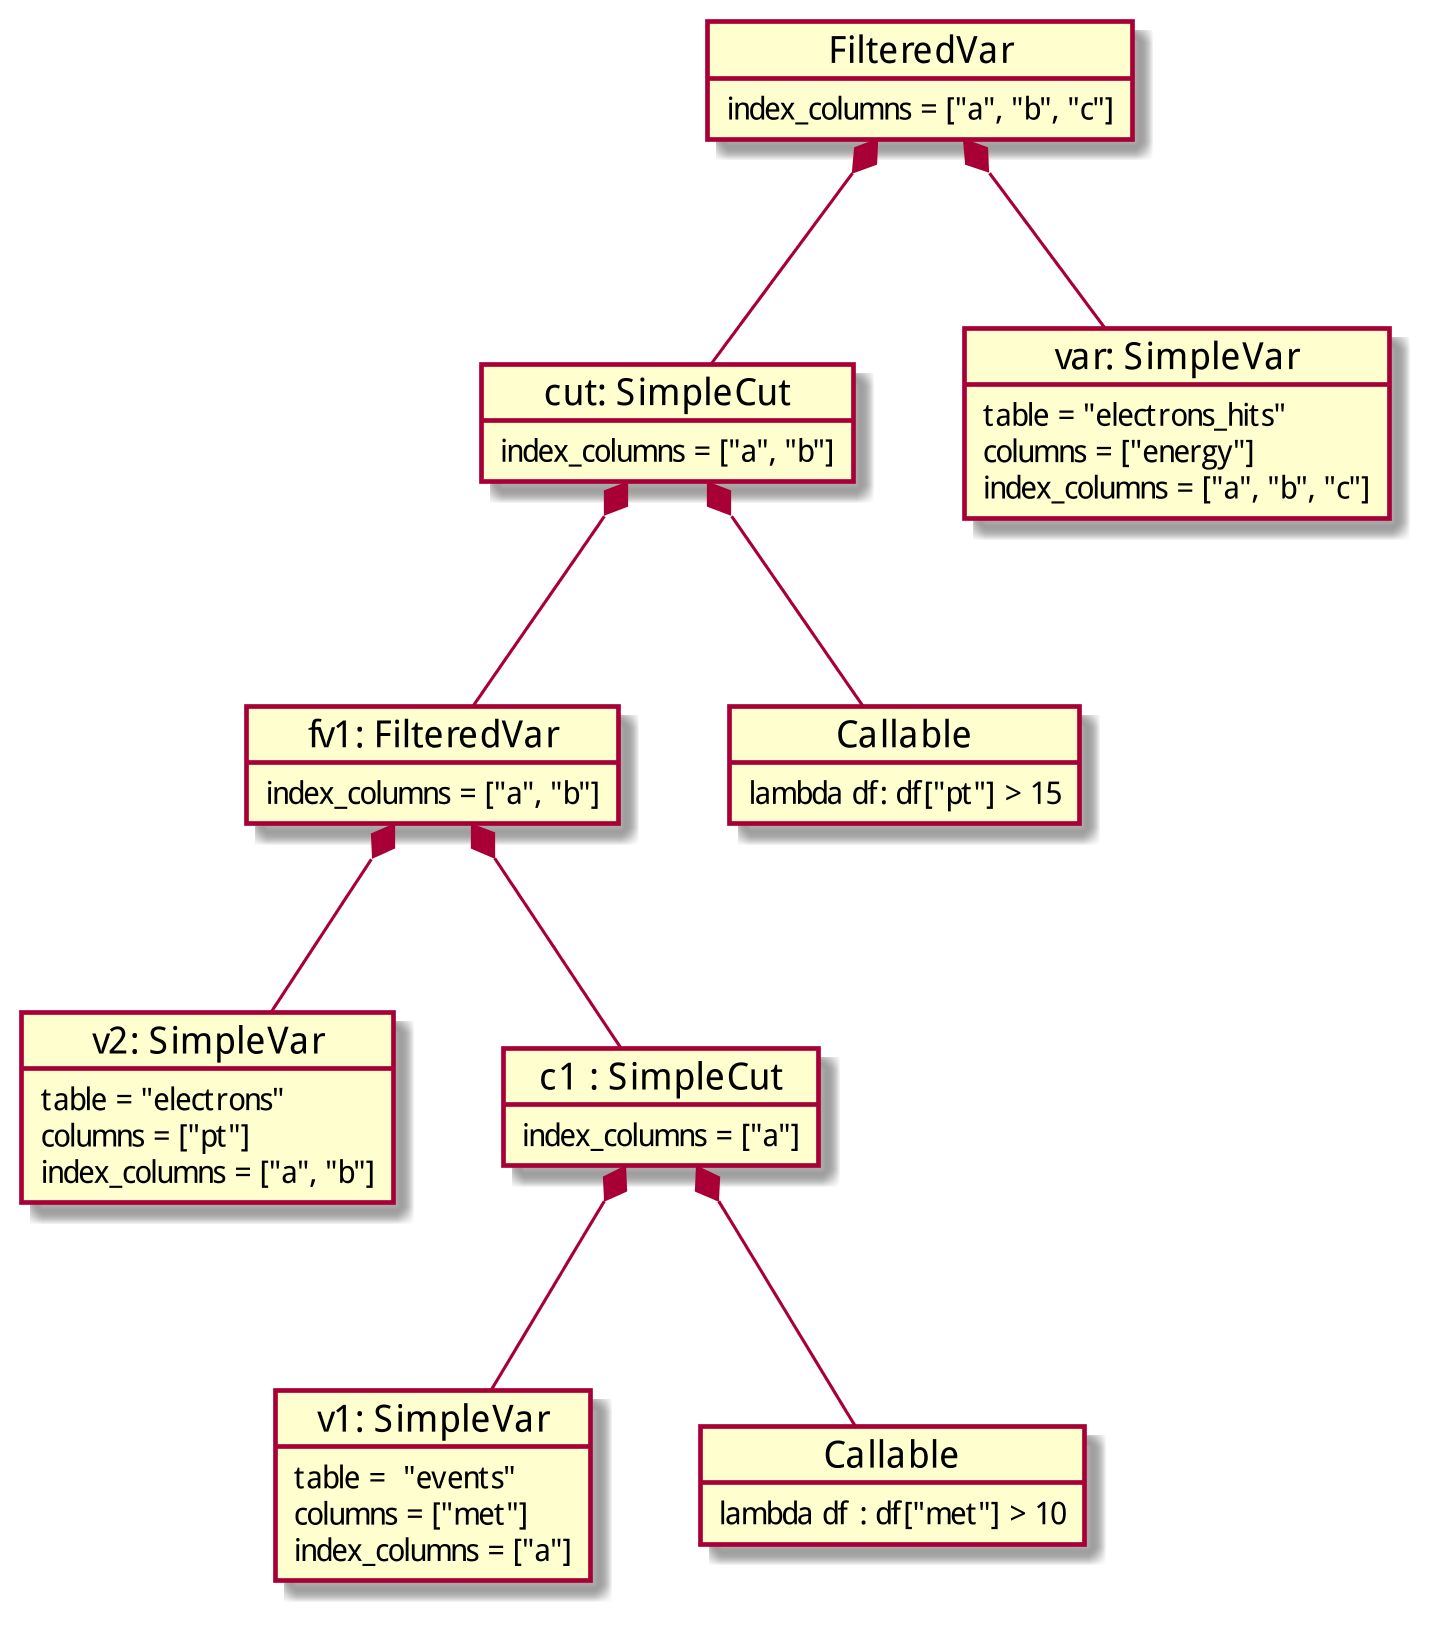 FilteredVar
index_columns = ["a", "b", "c"]
cut: SimpleCut
index_columns = ["a", "b"]
var: SimpleVar
table = "electrons_hits"
columns = ["energy"]
index_columns = ["a", "b", "c"]
fv1: FilteredVar
index_columns = ["a", "b"]
Callable
lambda df: df["pt"] > 15
v2: SimpleVar
table = "electrons"
columns = ["pt"]
index_columns = ["a", "b"]
c1 : SimpleCut
index_columns = ["a"]
v1: SimpleVar
table =  "events"
columns = ["met"]
index_columns = ["a"]
Callable
lambda df : df["met"] > 10